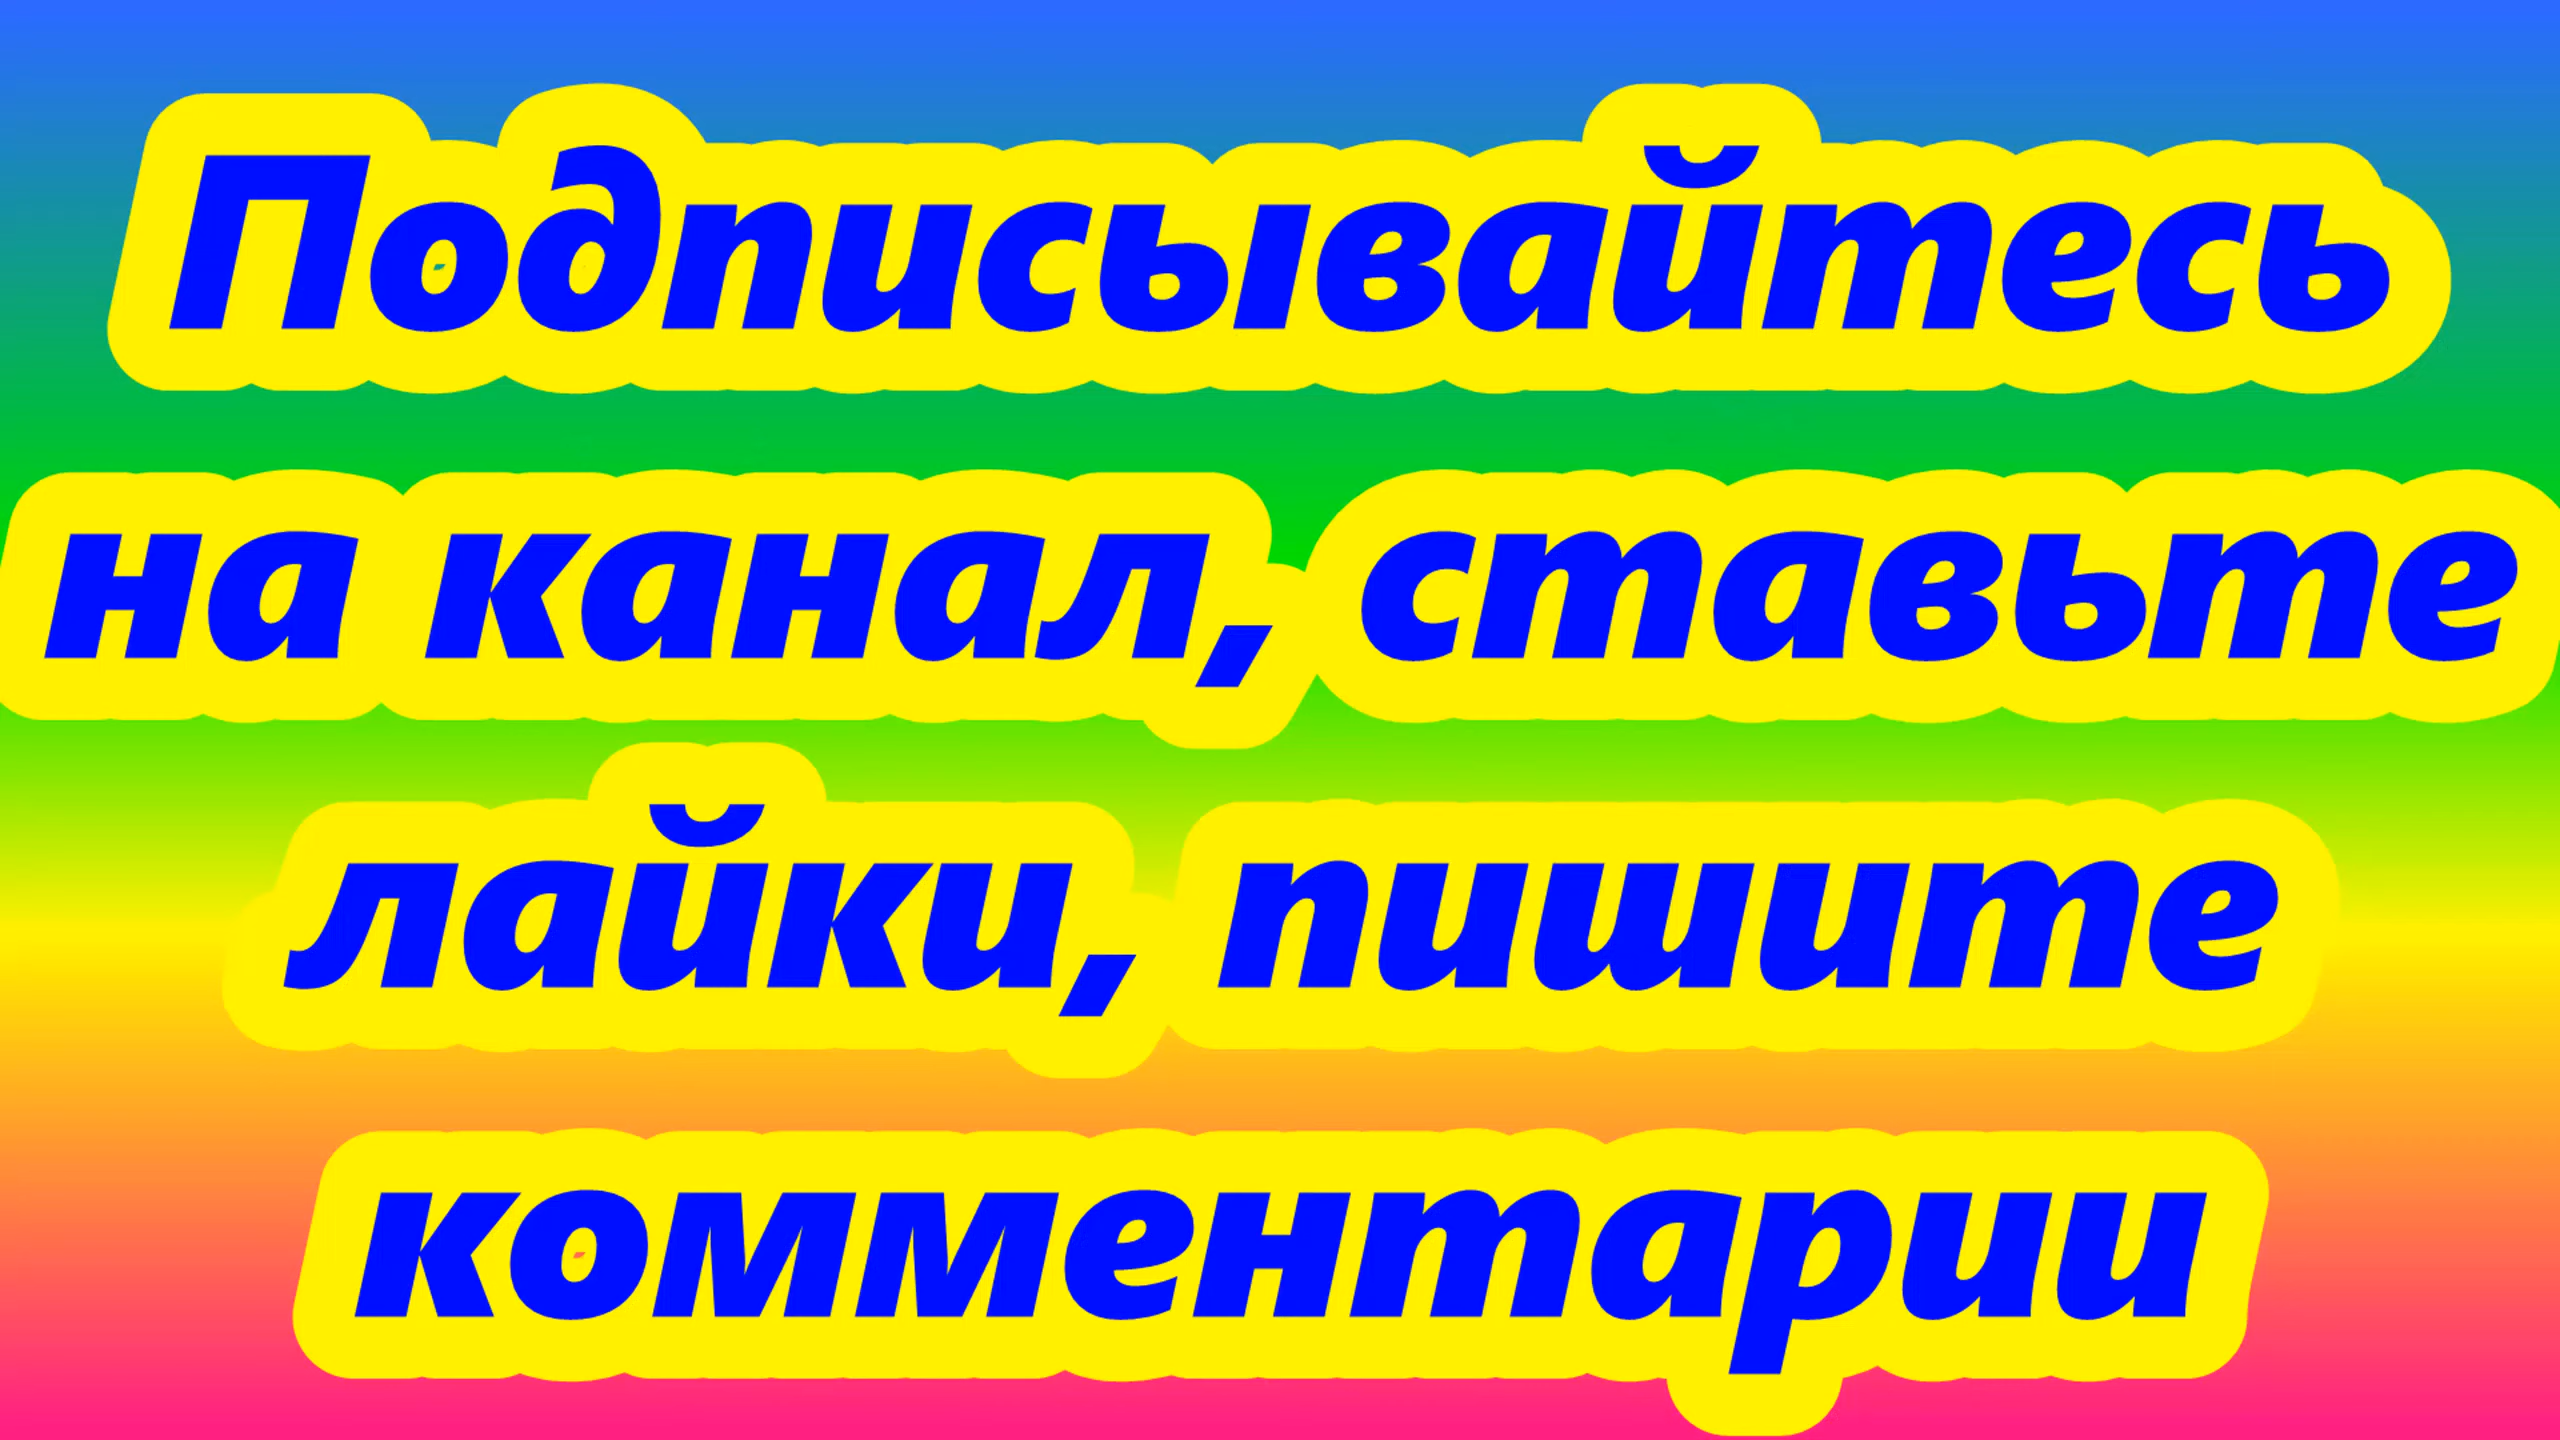 Подписывайтесь
на канал, ставьте
лайки, пишите
комментарии